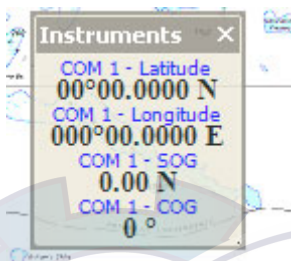 Instruments ×
COM 1 - Latitude
00°00.0000 N
COM 1 - Longitude
000°00.0000 E
COM 1 - SOG
0.00 N
COM 1 - COG
0 °